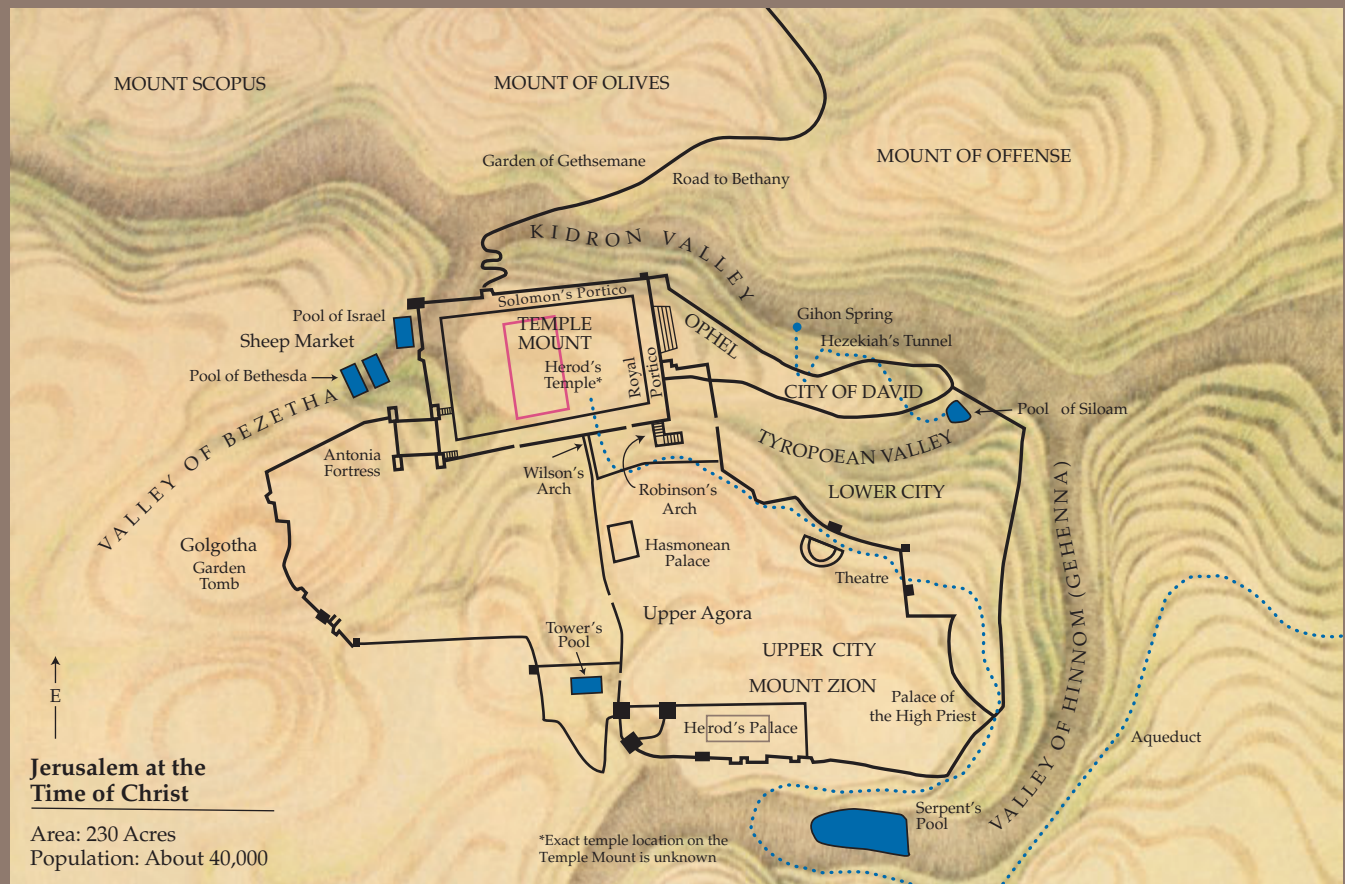 MOUNT SCOPUS
MOUNT OF OLIVES
MOUNT OF OFFENSE
Garden of Gethsemane
Road to Bethany
KIDRON VALLEY
Solomon's Portico
Pool of Israel
Sheep Market
Pool of Bethesda
TEMPLE
MOUNT
Herod's
Temple*
Royal
Portico
OPHEL
Gihon Spring
Hezekiah's Tunnel
CITY OF DAVID
Pool of Siloam
VALLEY OF BEZETHA
Antonia
Fortress
Wilson's
Arch
Robinson's
Arch
TYROPOEAN VALLEY
LOWER CITY
Golgotha
Garden
Tomb
Hasmonean
Palace
Theatre
VALLEY OF HINNOM (GEHENNA)
Upper Agora
Tower's
Pool
UPPER CITY
MOUNT ZION
Palace of
the High Priest
Herod's Palace
Aqueduct
E
Jerusalem at the
Time of Christ
Area: 230 Acres
Population: About 40,000
*Exact temple location on the
Temple Mount is unknown
Serpent's
Pool